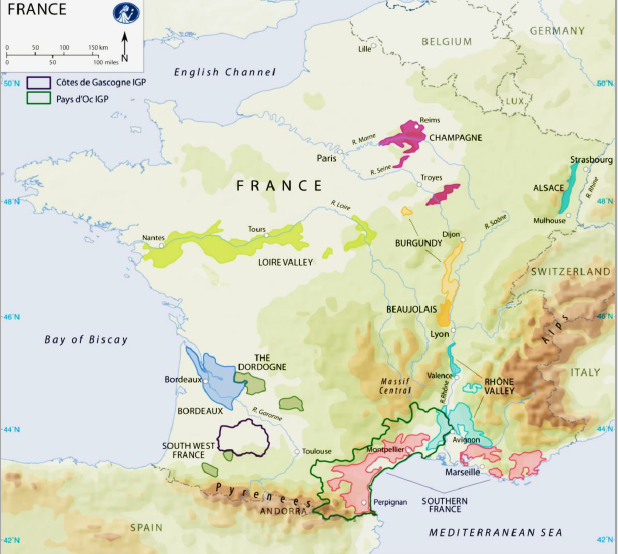 FRANCE
0 50 100 150 km
0 50 100 miles
N
Côtes de Gascogne IGP
Pays d'Oc IGP
English Channel
Lille
BELGIUM
GERMANY
50°N
50°N
LUX
Reims
R. Marne
CHAMPAGNE
Paris
R. Seine
Strasbourg
FRANCE
Troyes
ALSACE
R. Rhine
48°N
48°N
R. Loire
Mulhouse
Nantes
Tours
R. Saône
Dijon
BURGUNDY
LOIRE VALLEY
SWITZERLAND
BEAUJOLAIS
46°N
46°N
Lyon
Alps
Bay of Biscay
THE
DORDOGNE
Massif
Central
Valence
R.Rhône
RHÔNE
VALLEY
ITALY
Bordeaux
BORDEAUX
R. Garonne
44°N
44°N
SOUTH WEST
FRANCE
Toulouse
Montpellier
Avignon
Marseille
Pyrenees
ANDORRA
Perpignan
SOUTHERN
FRANCE
SPAIN
MEDITERRANEAN SEA
42°N
42°N